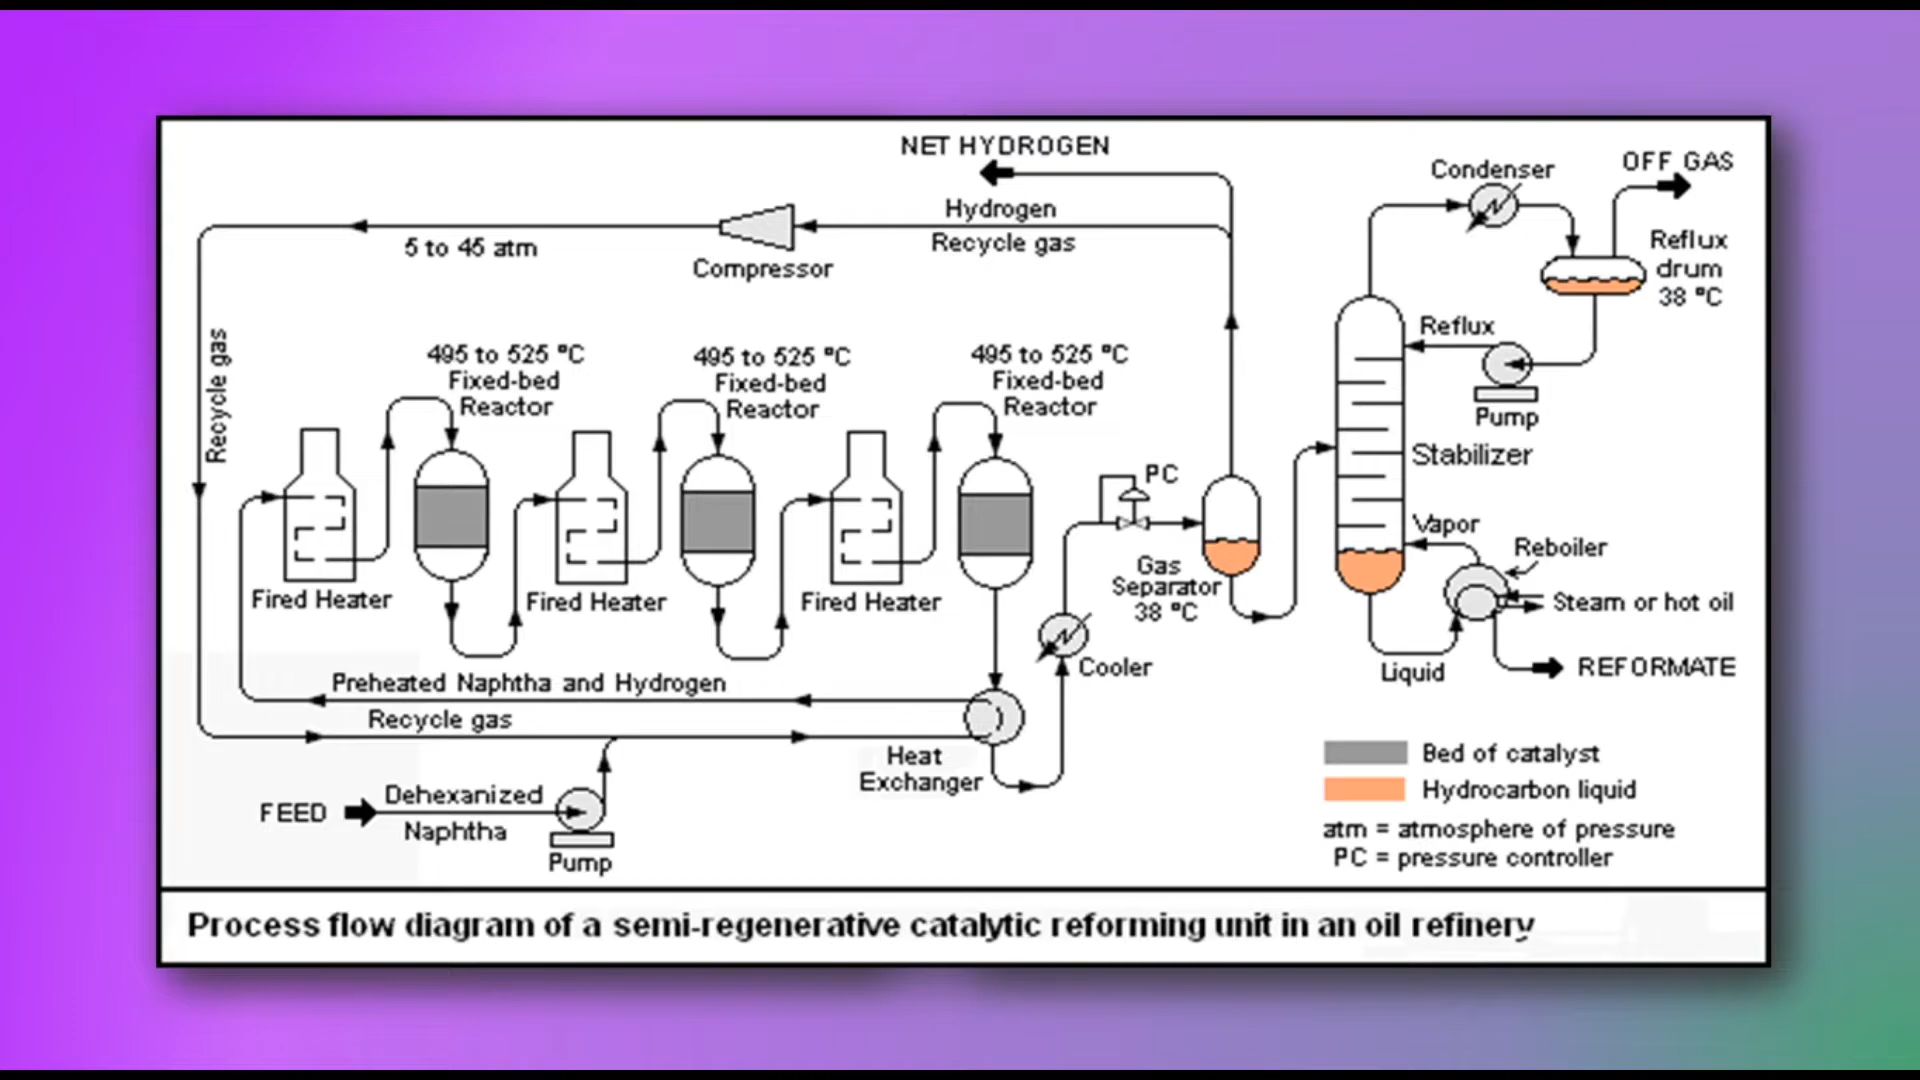 NET HYDROGEN
Condenser
OFF GAS
Hydrogen
Recycle gas
5 to 45 atm
Compressor
Reflux
drum
38 °C
Recycle gas
495 to 525 °C
Fixed-bed
Reactor
495 to 525 °C
Fixed-bed
Reactor
495 to 525 °C
Fixed-bed
Reactor
Reflux
Pump
Stabilizer
PC
Vapor
Reboiler
Gas
Separator
38 °C
Fired Heater
Fired Heater
Fired Heater
Steam or hot oil
Cooler
Liquid
REFORMATE
Preheated Naphtha and Hydrogen
Recycle gas
Heat
Exchanger
FEED
Dehexanized
Naphtha
Pump
Bed of catalyst
Hydrocarbon liquid
atm = atmosphere of pressure
PC = pressure controller
Process flow diagram of a semi-regenerative catalytic reforming unit in an oil refinery